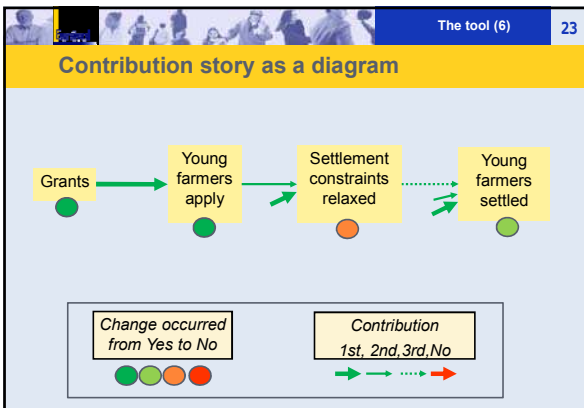 The tool (6)
23
Contribution story as a diagram
Grants
Young
farmers
apply
Settlement
constraints
relaxed
Young
farmers
settled
Change occurred
from Yes to No
Contribution
1st, 2nd,3rd,No